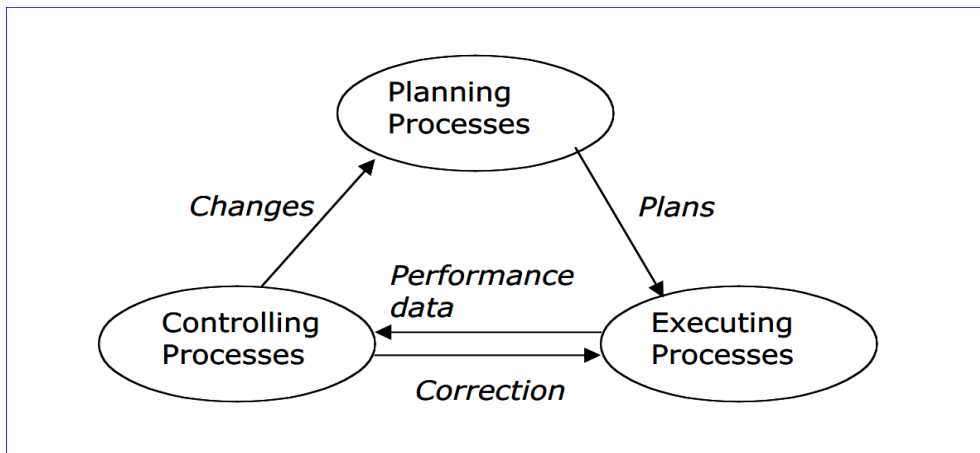 Planning
Processes
Changes
Plans
Performance
data
Controlling
Processes
Executing
Processes
Correction